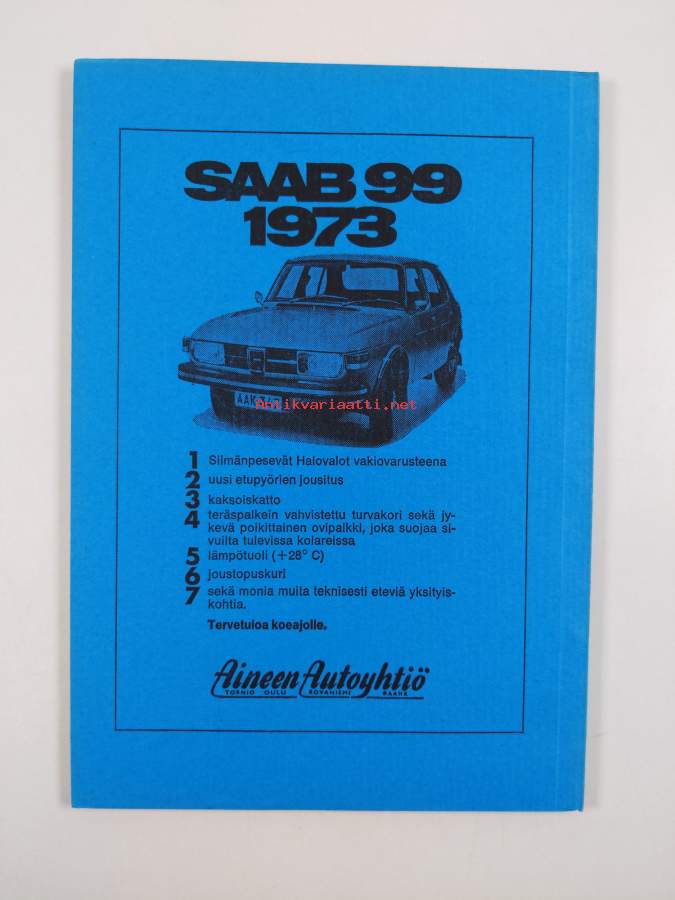 SAAB 99
1973
AAK
Antikvariaatti.net
1 Silmänpesevät Halovalot vakiovarusteena
2 uusi etupyörien jousitus
3 kaksoiskatto
4 teräspalkein vahvistettu turvakori sekä jy-
kevä poikittainen ovipalkki, joka suojaa si-
vuilta tulevissa kolareissa
5 lämpötuoli (+28° C)
6 joustopuskuri
7 sekä monia muita teknisesti eteviä yksityis-
kohtia.
Tervetuloa koeajolle.
Aineen Autoyhtiö
TORNIO OULU ROVANIEMI RAAHE